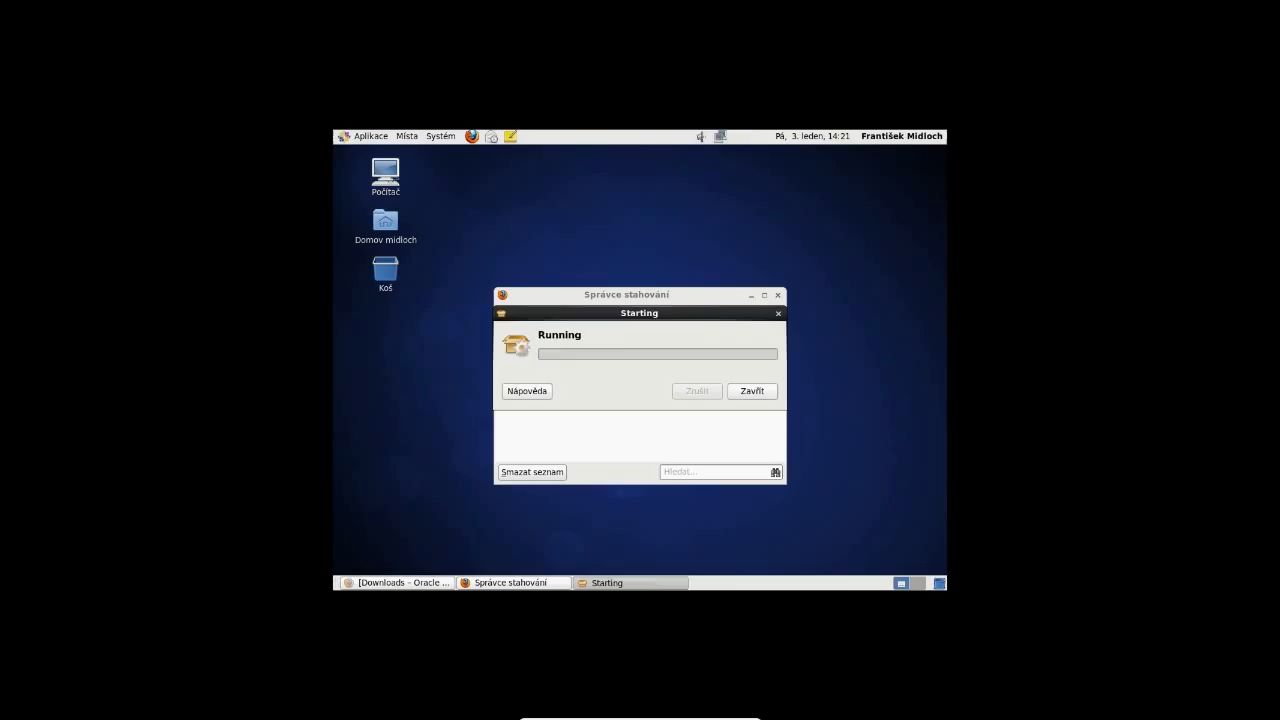 Aplikace Místa Systém Pá, 3. leden, 14:21 František Midloch
Počítač
Domov midloch
Koš
Správce stahování
Starting
Running
Nápověda Zrušit Zavřít
Smazat seznam Hledat...
[Downloads – Oracle ... Správce stahování Starting